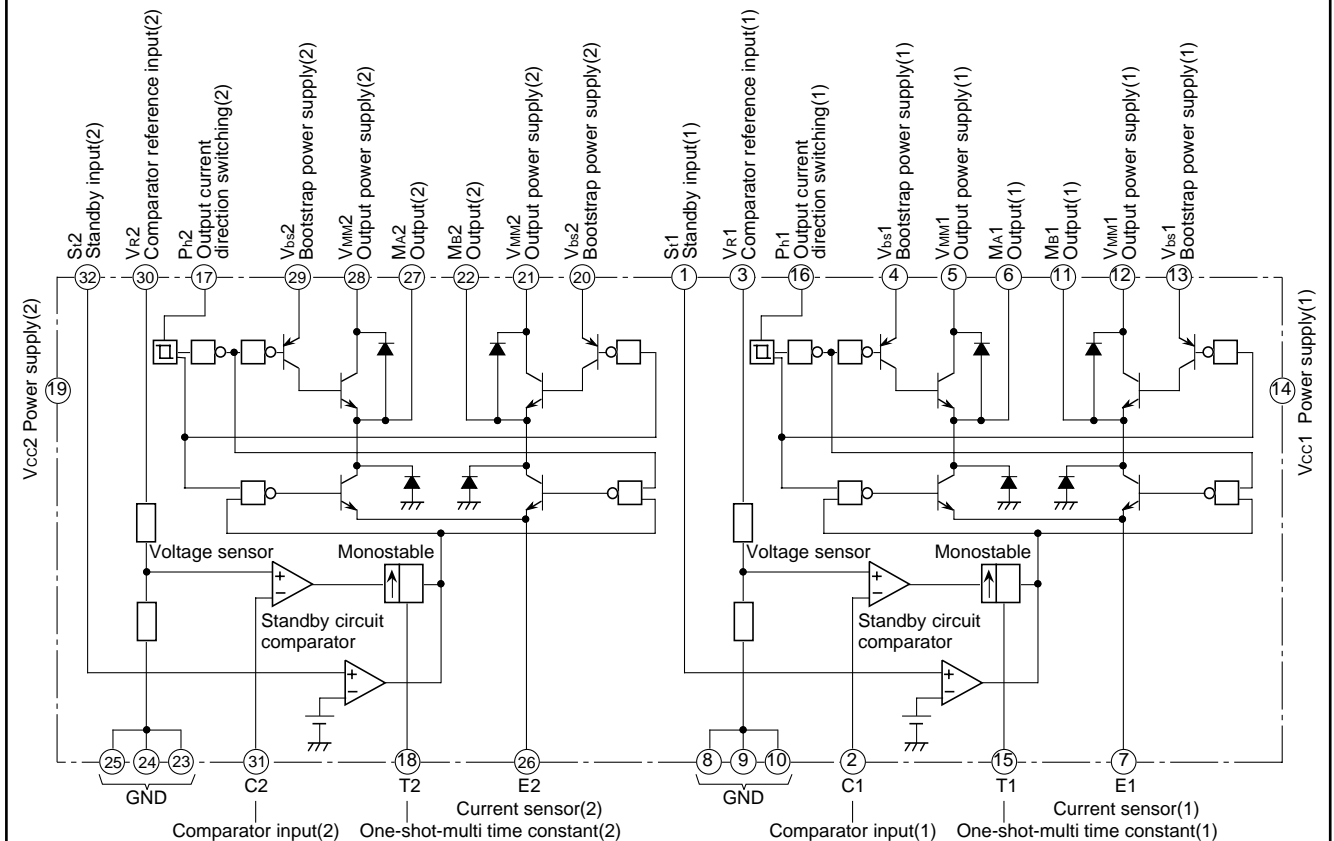 St2
Standby input(2)
VR2
Comparator reference input(2)
Ph2
Output current
direction switching(2)
Vbs2
Bootstrap power supply(2)
VMM2
Output power supply(2)
MA2
Output(2)
MB2
Output(2)
VMM2
Output power supply(2)
Vbs2
Bootstrap power supply(2)
St1
Standby input(1)
VR1
Comparator reference input(1)
Ph1
Output current
direction switching(1)
Vbs1
Bootstrap power supply(1)
VMM1
Output power supply(1)
MA1
Output(1)
MB1
Output(1)
VMM1
Output power supply(1)
Vbs1
Bootstrap power supply(1)
32 30 17 29 28 27 22 21 20 1 3 16 4 5 6 11 12 13
Vcc2 Power supply(2)
19
14
Vcc1 Power supply(1)
Voltage sensor
Monostable
+
−
Standby circuit
comparator
+
−
Voltage sensor
Monostable
+
−
Standby circuit
comparator
+
−
25 24 23 31 18 26 8 9 10 2 15 7
GND C2 T2 E2 GND C1 T1 E1
Current sensor(2) Current sensor(1)
Comparator input(2) One-shot-multi time constant(2) Comparator input(1) One-shot-multi time constant(1)